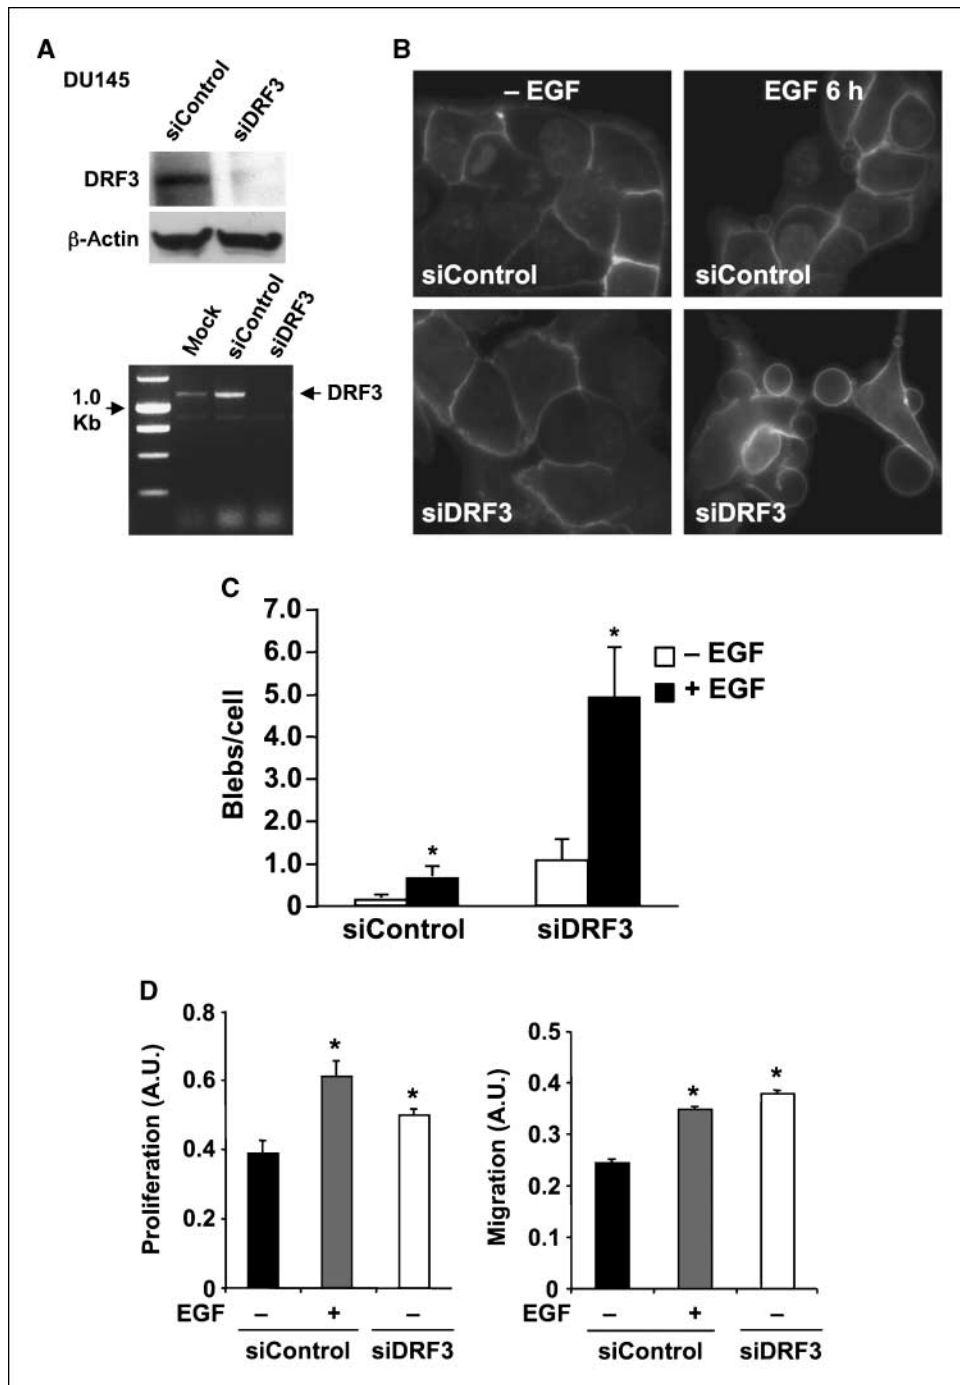 A
DU145
siControl
siDRF3
DRF3
β-Actin
Mock
siControl
siDRF3
1.0
Kb
DRF3
B
– EGF
EGF 6 h
siControl
siControl
siDRF3
siDRF3
C
7.0
6.0
5.0
4.0
3.0
2.0
1.0
0
Blebs/cell
*
*
– EGF
+ EGF
siControl
siDRF3
D
0.8
0.6
0.4
0.2
0
Proliferation (A.U.)
*
*
EGF – + –
siControl siDRF3
0.5
0.4
0.3
0.2
0.1
0
Migration (A.U.)
*
*
EGF – + –
siControl siDRF3